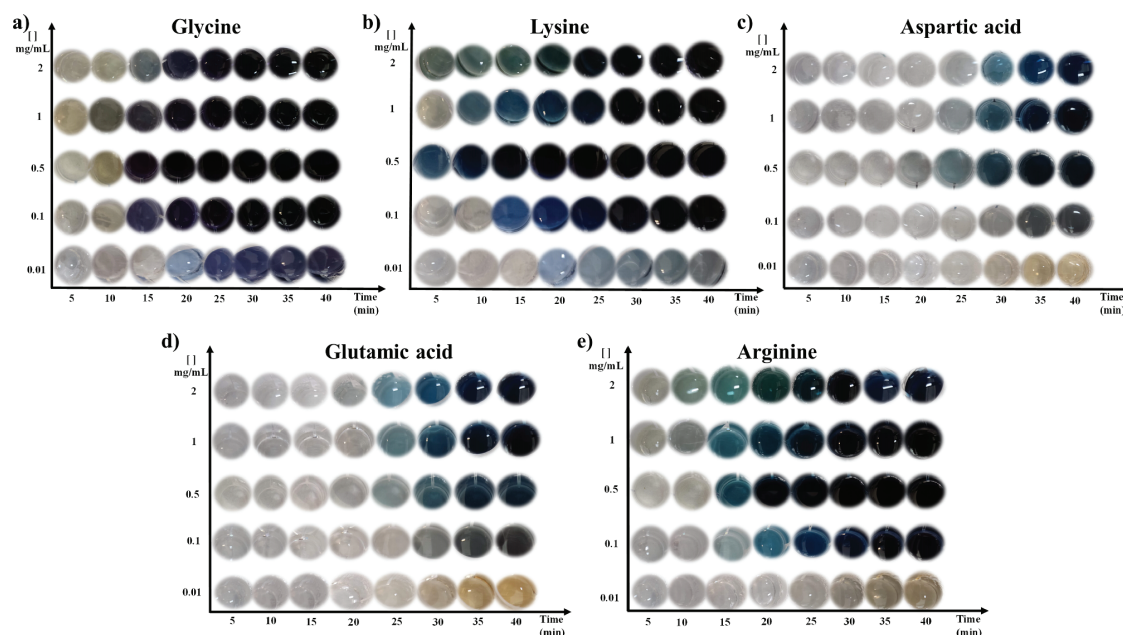 a)
Glycine
[ ]
mg/mL
2
1
0.5
0.1
0.01
5 10 15 20 25 30 35 40
Time
(min)
b)
Lysine
[ ]
mg/mL
2
1
0.5
0.1
0.01
5 10 15 20 25 30 35 40
Time
(min)
c)
Aspartic acid
[ ]
mg/mL
2
1
0.5
0.1
0.01
5 10 15 20 25 30 35 40
Time
(min)
d)
Glutamic acid
[ ]
mg/mL
2
1
0.5
0.1
0.01
5 10 15 20 25 30 35 40
Time
(min)
e)
Arginine
[ ]
mg/mL
2
1
0.5
0.1
0.01
5 10 15 20 25 30 35 40
Time
(min)